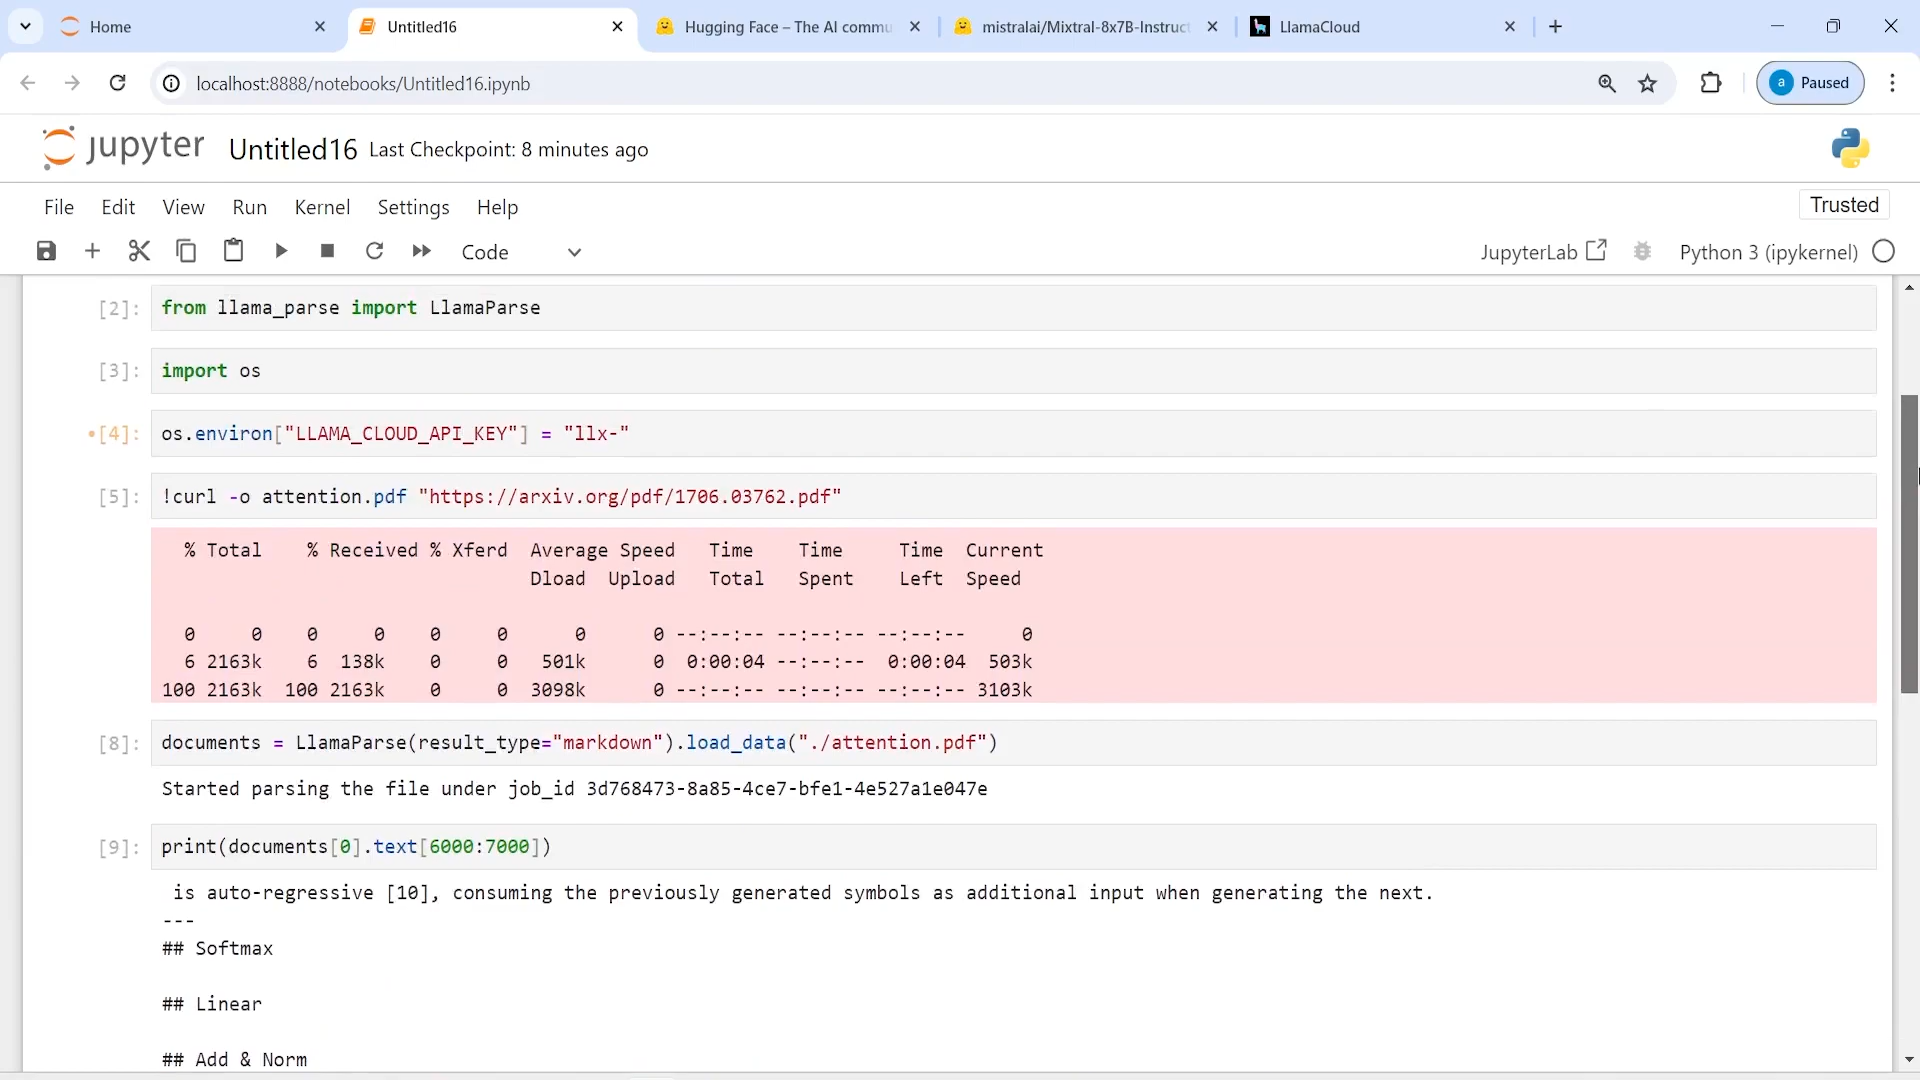 Home
Untitled16
Hugging Face – The AI commu
mistralai/Mixtral-8x7B-Instruct
LlamaCloud
localhost:8888/notebooks/Untitled16.ipynb
a Paused
jupyter Untitled16 Last Checkpoint: 8 minutes ago
File Edit View Run Kernel Settings Help
Trusted
Code
JupyterLab
Python 3 (ipykernel)
[2]: from llama_parse import LlamaParse
[3]: import os
•[4]: os.environ["LLAMA_CLOUD_API_KEY"] = "llx-"
[5]: !curl -o attention.pdf "https://arxiv.org/pdf/1706.03762.pdf"
% Total % Received % Xferd Average Speed Time Time Time Current
Dload Upload Total Spent Left Speed
0 0 0 0 0 0 0 0 --:--:-- --:--:-- --:--:-- 0
6 2163k 6 138k 0 0 501k 0 0:00:04 --:--:-- 0:00:04 503k
100 2163k 100 2163k 0 0 3098k 0 --:--:-- --:--:-- --:--:-- 3103k
[8]: documents = LlamaParse(result_type="markdown").load_data("./attention.pdf")
Started parsing the file under job_id 3d768473-8a85-4ce7-bfe1-4e527a1e047e
[9]: print(documents[0].text[6000:7000])
is auto-regressive [10], consuming the previously generated symbols as additional input when generating the next.
---
## Softmax
## Linear
## Add & Norm